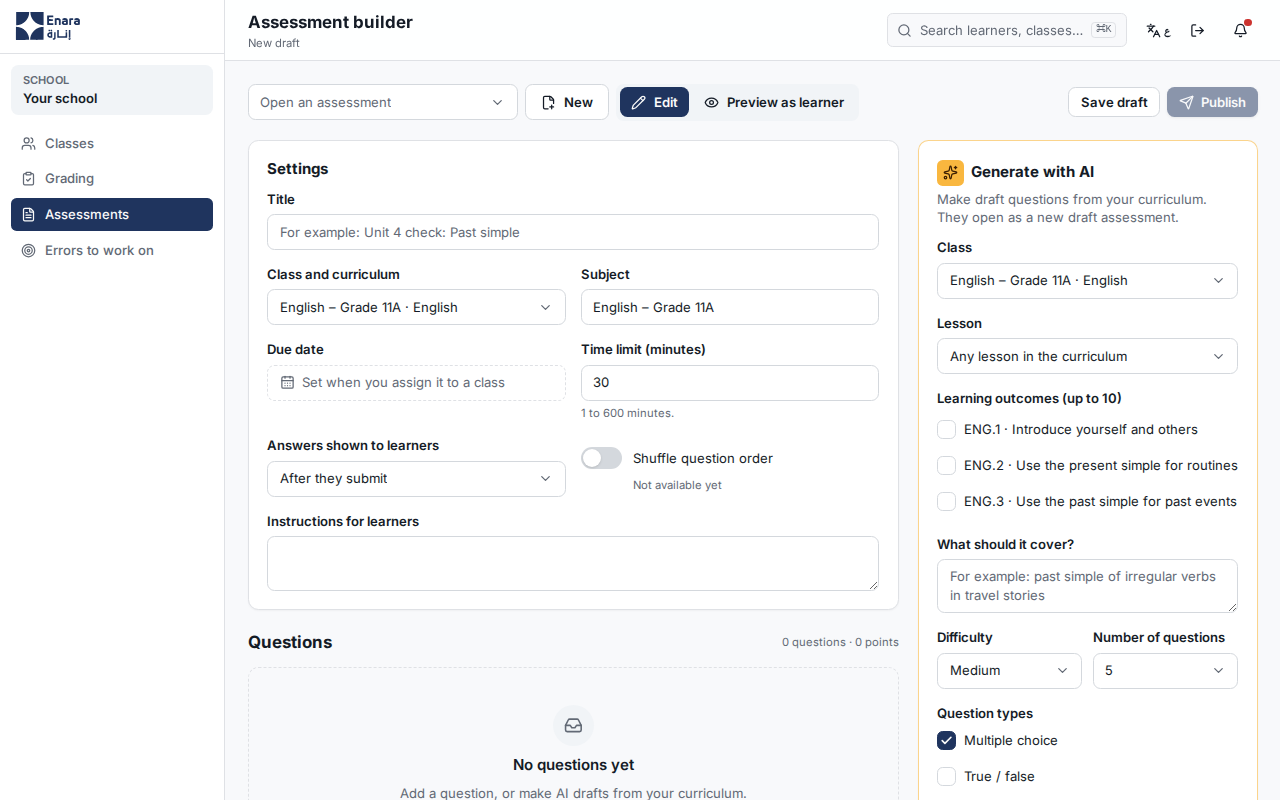 Enara
إنارة
Assessment builder
New draft
Search learners, classes... ⌘K
SCHOOL
Your school
Classes
Grading
Assessments
Errors to work on
Open an assessment
New
Edit
Preview as learner
Save draft
Publish
Settings
Title
For example: Unit 4 check: Past simple
Class and curriculum
Subject
English – Grade 11A · English
English – Grade 11A
Due date
Time limit (minutes)
Set when you assign it to a class
30
1 to 600 minutes.
Answers shown to learners
After they submit
Shuffle question order
Not available yet
Instructions for learners
Questions
0 questions · 0 points
No questions yet
Add a question, or make AI drafts from your curriculum.
Generate with AI
Make draft questions from your curriculum.
They open as a new draft assessment.
Class
English – Grade 11A · English
Lesson
Any lesson in the curriculum
Learning outcomes (up to 10)
ENG.1 · Introduce yourself and others
ENG.2 · Use the present simple for routines
ENG.3 · Use the past simple for past events
What should it cover?
For example: past simple of irregular verbs
in travel stories
Difficulty
Number of questions
Medium
5
Question types
Multiple choice
True / false